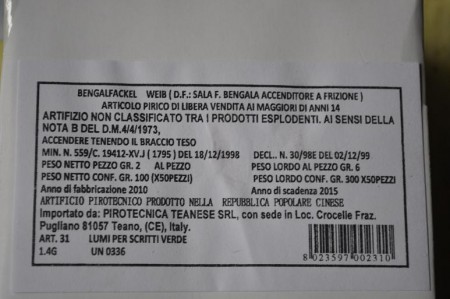 BENGALFACKEL WEIB ( D.F.: SALA F. BENGALA ACCENDITORE A FRIZIONE )
ARTICOLO PIRICO DI LIBERA VENDITA AI MAGGIORI DI ANNI 14
ARTIFIZIO NON CLASSIFICATO TRA I PRODOTTI ESPLODENTI. AI SENSI DELLA
NOTA B DEL D.M.4/4/1973,
ACCENDERE TENENDO IL BRACCIO TESO
MIN. N. 559/C. 19412-XV.J ( 1795 ) DEL 18/12/1998 DECL.. N. 30/98E DEL 02/12/99
PESO NETTO PEZZO GR. 2 AL PEZZO PESO LORDO AL PEZZO GR. 6
PESO NETTO CONF. GR. 100 (X50PEZZI) PESO LORDO CONF. GR. 300 X50PEZZI)
Anno di fabbricazione 2010 Anno di scadenza 2015
ARTIFICIO PIROTECNICO PRODOTTO NELLA REPUBBLICA POPOLARE CINESE
Importato da: PIROTECNICA TEANESE SRL, con sede in Loc. Crocelle Fraz.
Pugliano 81057 Teano, (CE), Italy.
ART. 31 LUMI PER SCRITTI VERDE
1.4G UN 0336
8 023597 002310